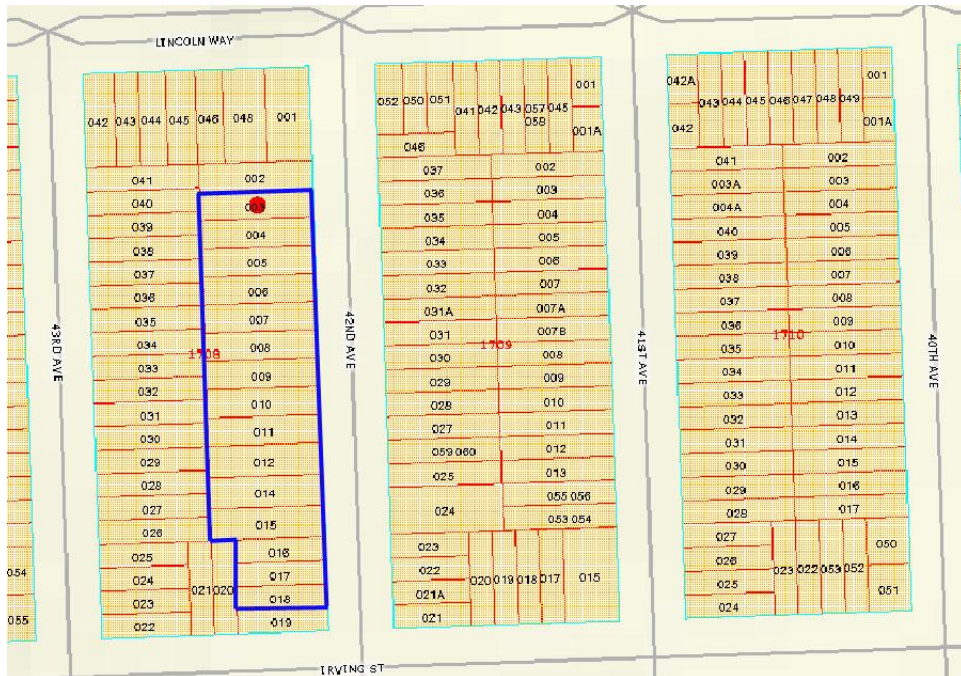 LINCOLN WAY
43RD AVE
42ND AVE
41ST AVE
40TH AVE
IRVING ST
054
055
1708
042 043 044 045 046 048 001
041 002
040 003
039 004
038 005
037 006
036 007
035 008
034 009
033 010
032 011
031 012
030 014
029 015
028 016
027 017
026 018
025 019
024
023
022
021 020
1709
052 050 051
041 042 043 057 045 001
058
001A
046
037 002
036 003
035 004
034 005
033 006
032 007
031A 007A
031 007B
030 008
029 009
028 010
027 011
059 060 012
025 013
024 055 056
053 054
023
022
021A
021
020 019 018 017 015
1710
042A
043 044 045 046 047 048 049 001
042 001A
041 002
003A 003
004A 004
040 005
039 006
038 007
037 008
036 009
035 010
034 011
033 012
032 013
031 014
030 015
029 016
028 017
027
026
025
024
023 022 053 052
050
051